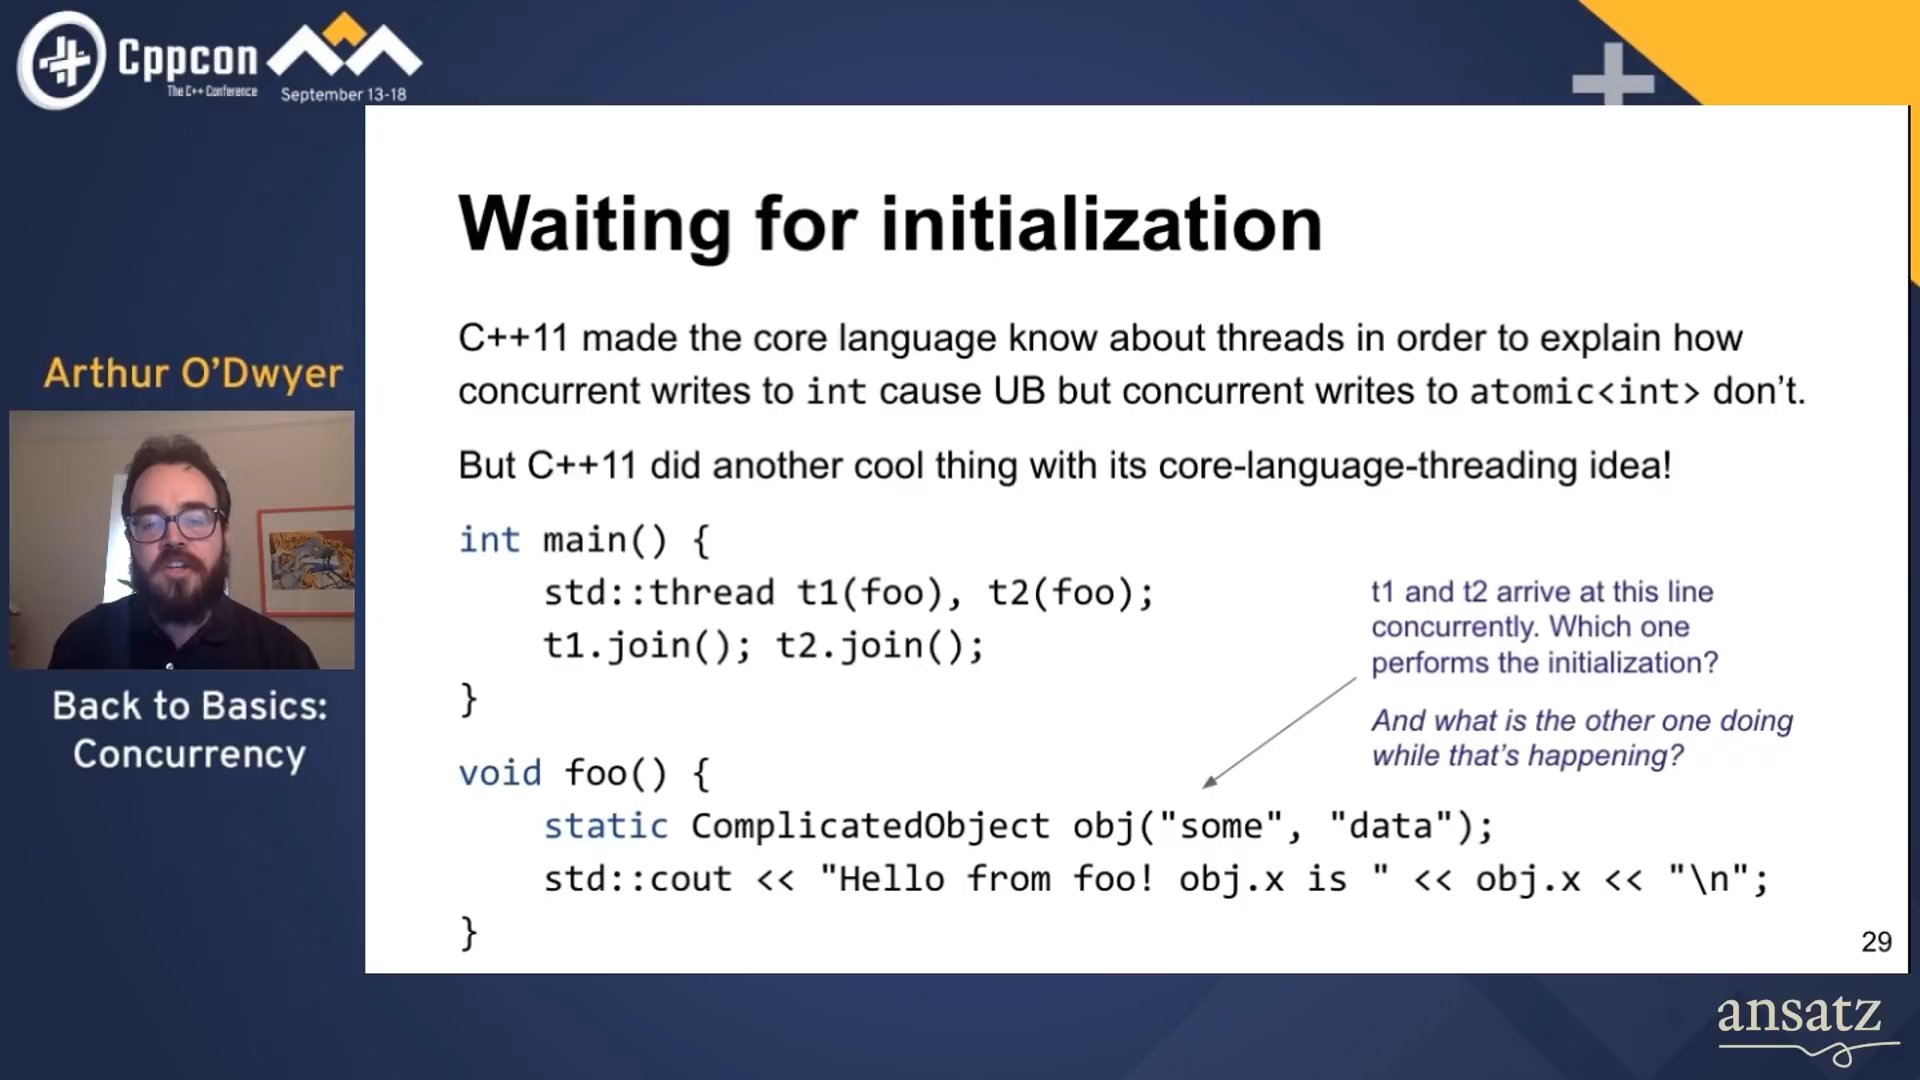 Cppcon
The C++ Conference
September 13-18
Arthur O'Dwyer
Back to Basics:
Concurrency
Waiting for initialization
C++11 made the core language know about threads in order to explain how
concurrent writes to int cause UB but concurrent writes to atomic<int> don't.
But C++11 did another cool thing with its core-language-threading idea!
int main() {
    std::thread t1(foo), t2(foo);
    t1.join(); t2.join();
}
t1 and t2 arrive at this line
concurrently. Which one
performs the initialization?
And what is the other one doing
while that's happening?
void foo() {
    static ComplicatedObject obj("some", "data");
    std::cout << "Hello from foo! obj.x is " << obj.x << "\n";
}
29
ansatz